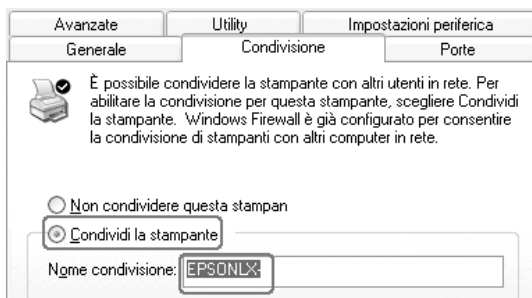 Avanzate Utility Impostazioni periferica
Generale Condivisione Porte
È possibile condividere la stampante con altri utenti in rete. Per
abilitare la condivisione per questa stampante, scegliere Condividi
la stampante. Windows Firewall è già configurato per consentire
la condivisione di stampanti con altri computer in rete.
Non condividere questa stampan
Condividi la stampante
Nome condivisione: EPSONLX-